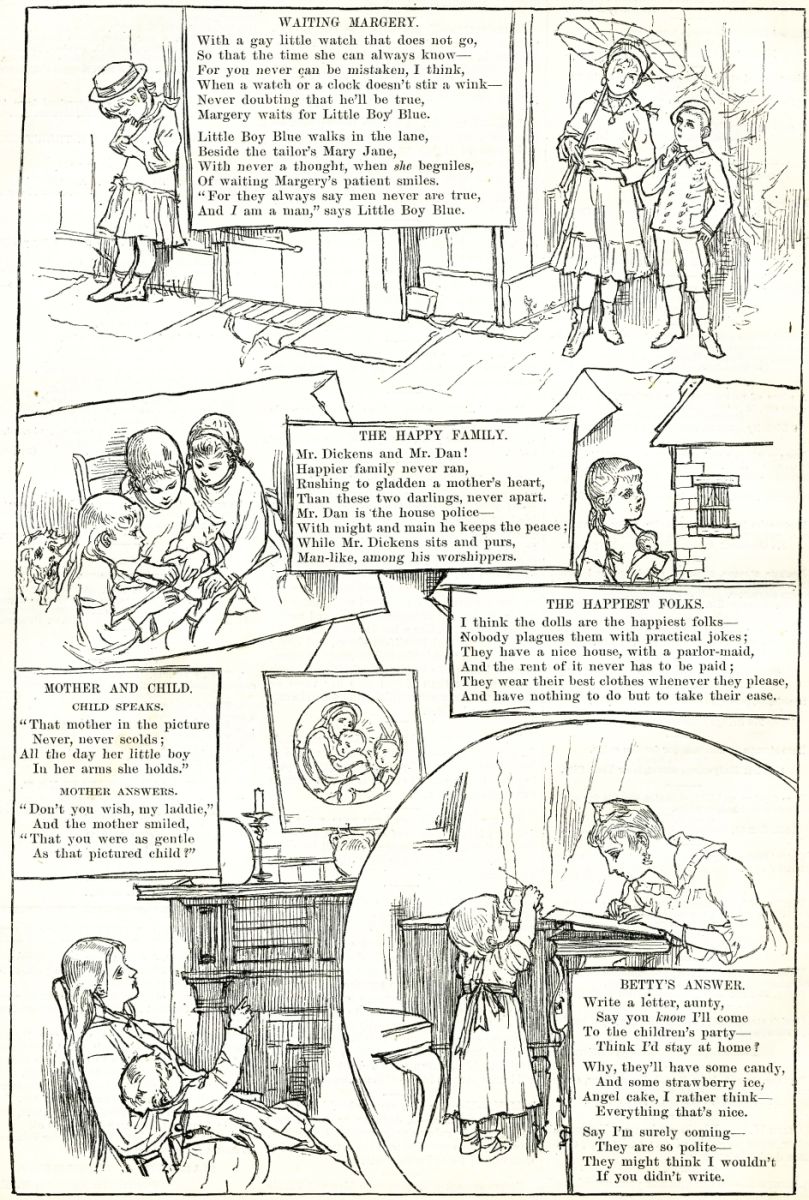 WAITING MARGERY.
With a gay little watch that does not go,
So that the time she can always know—
For you never can be mistaken, I think,
When a watch or a clock doesn't stir a wink—
Never doubting that he'll be true,
Margery waits for Little Boy Blue.
Little Boy Blue walks in the lane,
Beside the tailor's Mary Jane,
With never a thought, when she beguiles,
Of waiting Margery's patient smiles.
"For they always say men never are true,
And I am a man," says Little Boy Blue.
THE HAPPY FAMILY.
Mr. Dickens and Mr. Dan!
Happier family never ran,
Rushing to gladden a mother's heart,
Than these two darlings, never apart.
Mr. Dan is the house police—
With might and main he keeps the peace;
While Mr. Dickens sits and purs,
Man-like, among his worshippers.
THE HAPPIEST FOLKS.
I think the dolls are the happiest folks—
Nobody plagues them with practical jokes;
They have a nice house, with a parlor-maid,
And the rent of it never has to be paid;
They wear their best clothes whenever they please,
And have nothing to do but to take their ease.
MOTHER AND CHILD.
CHILD SPEAKS.
"That mother in the picture
Never, never scolds;
All the day her little boy
In her arms she holds."
MOTHER ANSWERS.
"Don't you wish, my laddie,"
And the mother smiled,
"That you were as gentle
As that pictured child?"
BETTY'S ANSWER.
Write a letter, aunty,
Say you know I'll come
To the children's party—
Think I'd stay at home?
Why, they'll have some candy,
And some strawberry ice,
Angel cake, I rather think—
Everything that's nice.
Say I'm surely coming—
They are so polite—
They might think I wouldn't
If you didn't write.